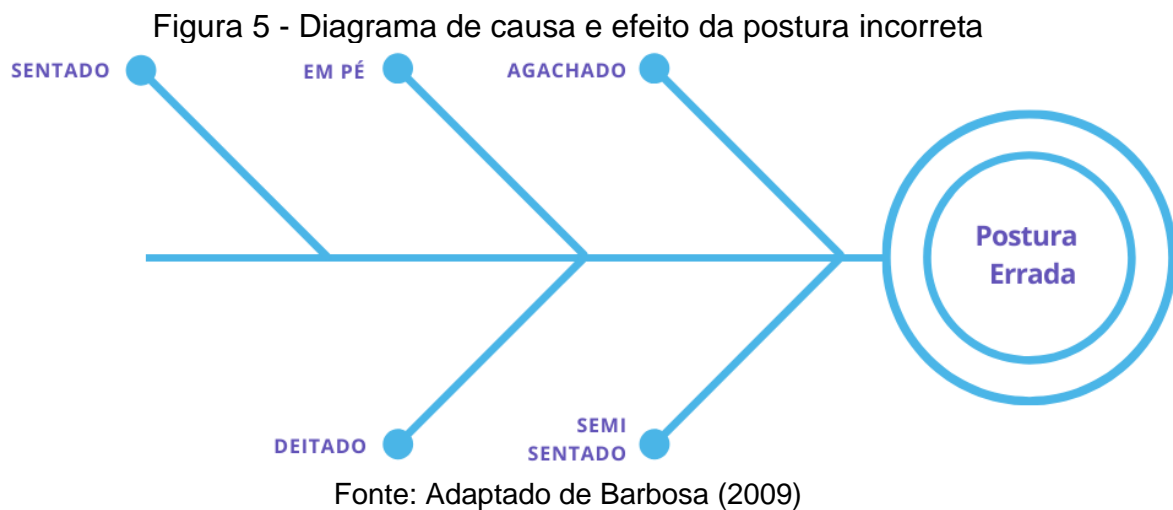 Figura 5 - Diagrama de causa e efeito da postura incorreta
SENTADO
EM PÉ
AGACHADO
Postura
Errada
DEITADO
SEMI
SENTADO
Fonte: Adaptado de Barbosa (2009)